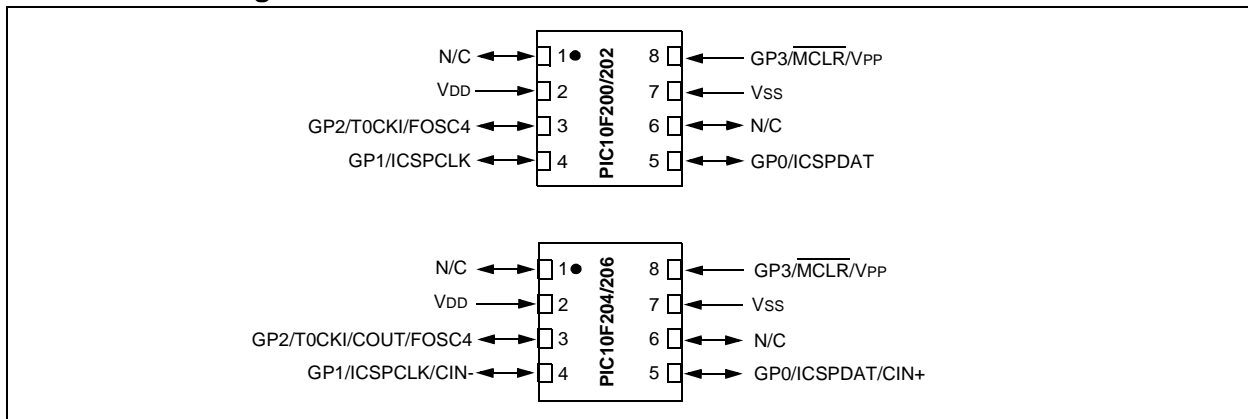 N/C 1 8 GP3/MCLR/VPP
VDD 2 7 VSS
GP2/T0CKI/FOSC4 3 6 N/C
GP1/ICSPCLK 4 5 GP0/ICSPDAT
PIC10F200/202
N/C 1 8 GP3/MCLR/VPP
VDD 2 7 VSS
GP2/T0CKI/COUT/FOSC4 3 6 N/C
GP1/ICSPCLK/CIN- 4 5 GP0/ICSPDAT/CIN+
PIC10F204/206